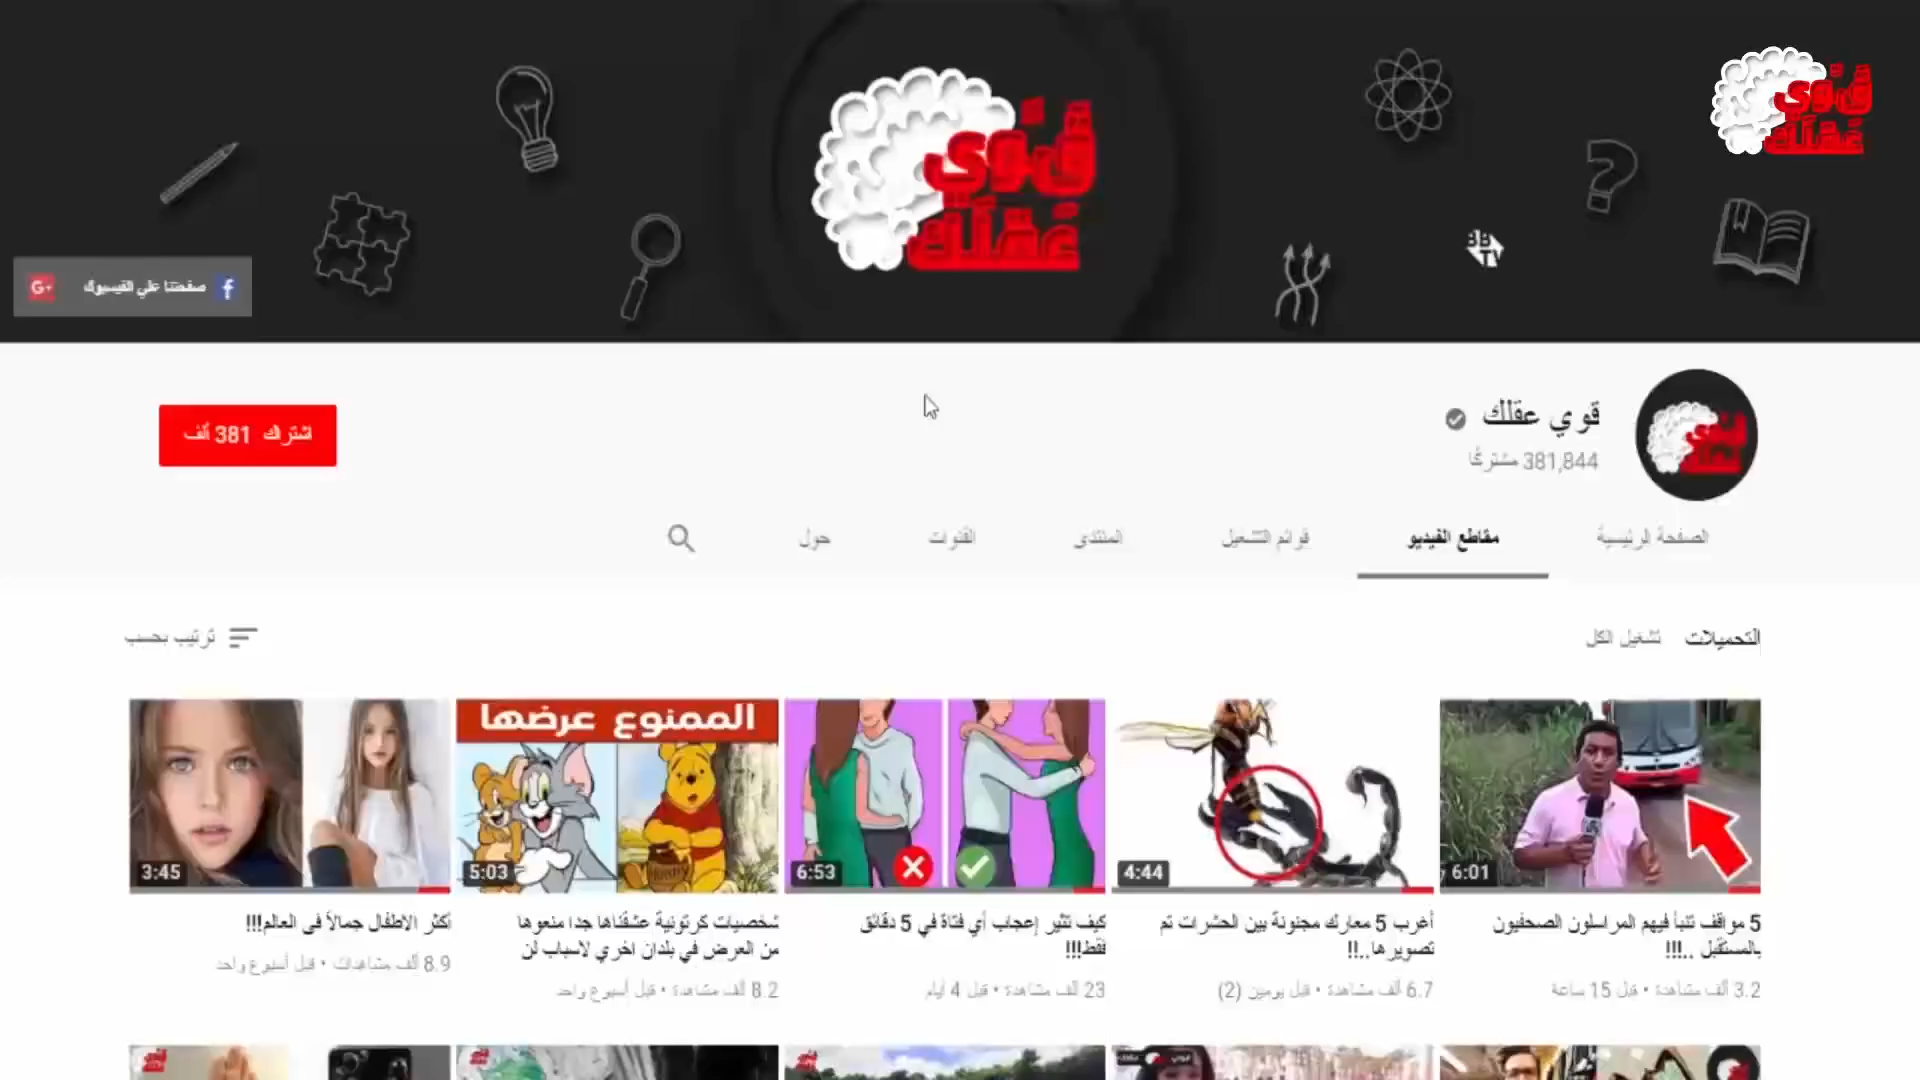 قوي
عقلك
قوي
عقلك
BB
TV
G+ صفحتنا علي الفيسبوك f
قوي عقلك
381,844 مشتركًا
اشتراك 381 ألف
الصفحة الرئيسية
مقاطع الفيديو
قوائم التشغيل
المنتدى
القنوات
حول
التحميلات تشغيل الكل
ترتيب بحسب
6:01
4:44
6:53
الممنوع عرضها
5:03
3:45
5 مواقف تنبأ فيهم المراسلون الصحفيون
بالمستقبل ..!!!
3.2 ألف مشاهدة • قبل 15 ساعة
أغرب 5 معارك مجنونة بين الحشرات تم
تصويرها..!!
6.7 ألف مشاهدة • قبل يومين (2)
كيف تثير إعجاب أي فتاة في 5 دقائق
فقط!!!
23 ألف مشاهدة • قبل 4 أيام
شخصيات كرتونية عشقناها جدا منعوها
من العرض في بلدان اخري لاسباب لن
8.2 ألف مشاهدة • قبل أسبوع واحد
أكثر الاطفال جمالاً فى العالم!!!
8.9 ألف مشاهدات • قبل أسبوع واحد